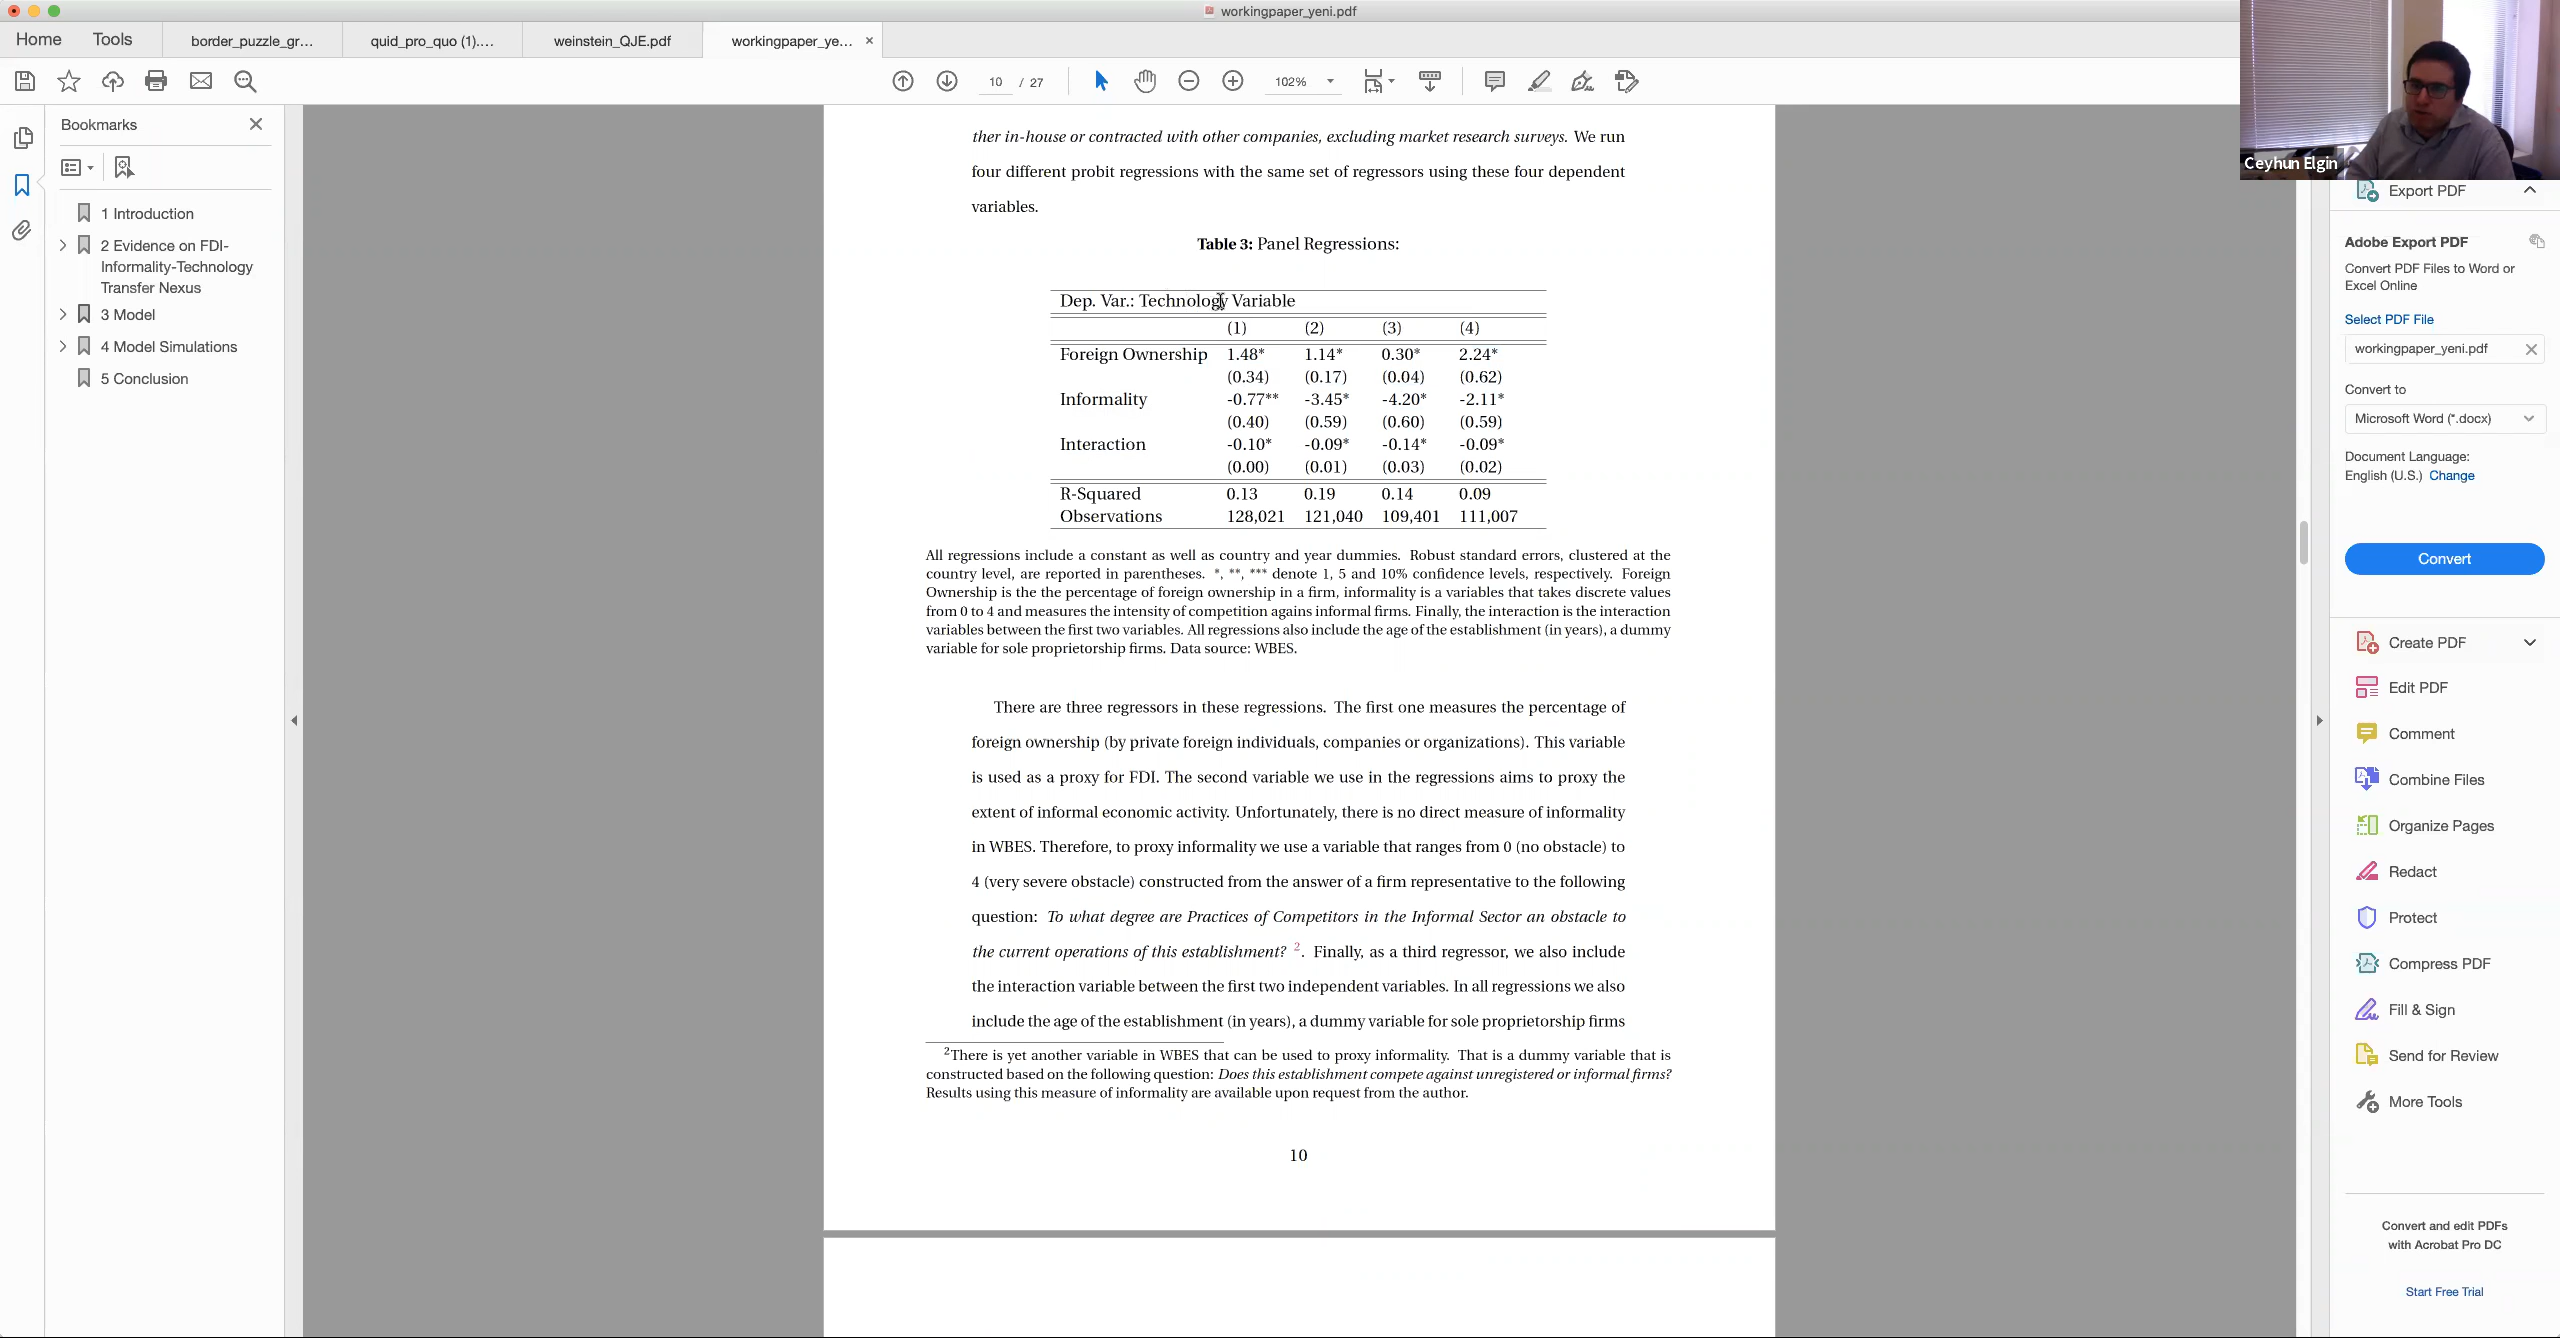 workingpaper_yeni.pdf
Home Tools border_puzzle_gr... quid_pro_quo (1).... weinstein_QJE.pdf workingpaper_ye... ×
10 / 27 102%
Ceyhun Elgin
Bookmarks
1 Introduction
2 Evidence on FDI-
Informality-Technology
Transfer Nexus
3 Model
4 Model Simulations
5 Conclusion
ther in-house or contracted with other companies, excluding market research surveys. We run
four different probit regressions with the same set of regressors using these four dependent
variables.
Table 3: Panel Regressions:
Dep. Var.: Technology Variable
(1) (2) (3) (4)
Foreign Ownership 1.48* 1.14* 0.30* 2.24*
(0.34) (0.17) (0.04) (0.62)
Informality -0.77** -3.45* -4.20* -2.11*
(0.40) (0.59) (0.60) (0.59)
Interaction -0.10* -0.09* -0.14* -0.09*
(0.00) (0.01) (0.03) (0.02)
R-Squared 0.13 0.19 0.14 0.09
Observations 128,021 121,040 109,401 111,007
All regressions include a constant as well as country and year dummies. Robust standard errors, clustered at the
country level, are reported in parentheses. *, **, *** denote 1, 5 and 10% confidence levels, respectively. Foreign
Ownership is the the percentage of foreign ownership in a firm, informality is a variables that takes discrete values
from 0 to 4 and measures the intensity of competition agains informal firms. Finally, the interaction is the interaction
variables between the first two variables. All regressions also include the age of the establishment (in years), a dummy
variable for sole proprietorship firms. Data source: WBES.
There are three regressors in these regressions. The first one measures the percentage of
foreign ownership (by private foreign individuals, companies or organizations). This variable
is used as a proxy for FDI. The second variable we use in the regressions aims to proxy the
extent of informal economic activity. Unfortunately, there is no direct measure of informality
in WBES. Therefore, to proxy informality we use a variable that ranges from 0 (no obstacle) to
4 (very severe obstacle) constructed from the answer of a firm representative to the following
question: To what degree are Practices of Competitors in the Informal Sector an obstacle to
the current operations of this establishment? 2. Finally, as a third regressor, we also include
the interaction variable between the first two independent variables. In all regressions we also
include the age of the establishment (in years), a dummy variable for sole proprietorship firms
2There is yet another variable in WBES that can be used to proxy informality. That is a dummy variable that is
constructed based on the following question: Does this establishment compete against unregistered or informal firms?
Results using this measure of informality are available upon request from the author.
10
Export PDF
Adobe Export PDF
Convert PDF Files to Word or
Excel Online
Select PDF File
workingpaper_yeni.pdf
Convert to
Microsoft Word (*.docx)
Document Language:
English (U.S.) Change
Convert
Create PDF
Edit PDF
Comment
Combine Files
Organize Pages
Redact
Protect
Compress PDF
Fill & Sign
Send for Review
More Tools
Convert and edit PDFs
with Acrobat Pro DC
Start Free Trial